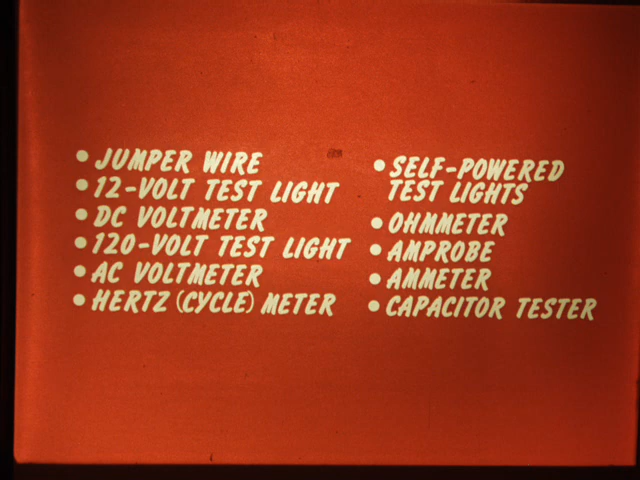 • JUMPER WIRE
• 12-VOLT TEST LIGHT
• DC VOLTMETER
• 120-VOLT TEST LIGHT
• AC VOLTMETER
• HERTZ (CYCLE) METER
• SELF-POWERED
TEST LIGHTS
• OHMMETER
• AMPROBE
• AMMETER
• CAPACITOR TESTER